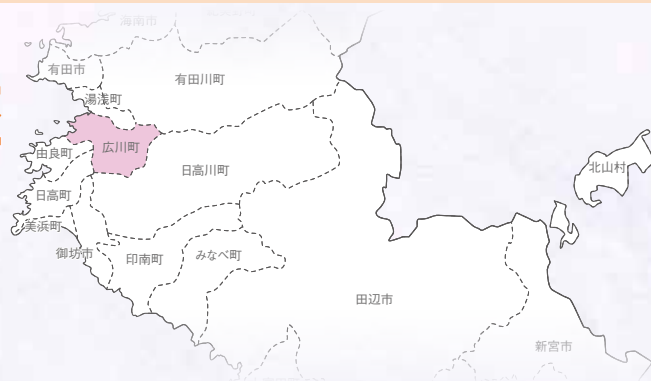 海南市
有田市
有田川町
湯浅町
広川町
由良町
日高川町
北山村
日高町
美浜町
御坊市
印南町
みなべ町
田辺市
新宮市